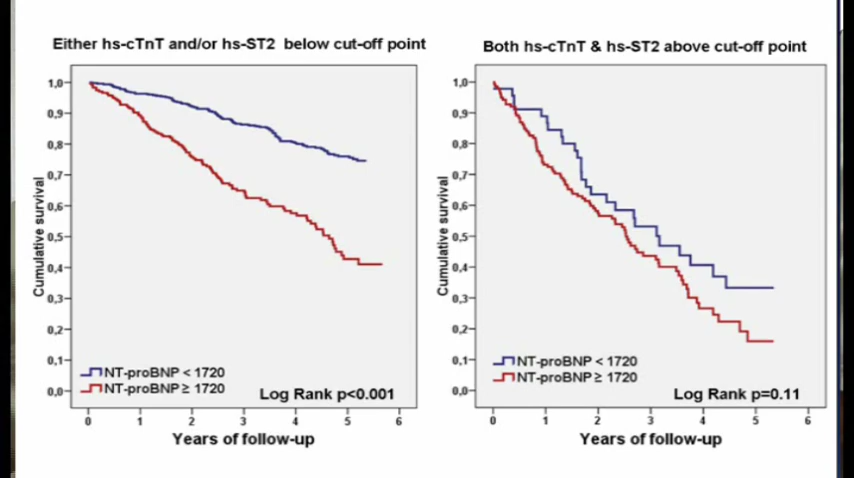 Either hs-cTnT and/or hs-ST2 below cut-off point
Cumulative survival
1,0
0,9
0,8
0,7
0,6
0,5
0,4
0,3
0,2
0,1
0,0
NT-proBNP < 1720
NT-proBNP ≥ 1720
Log Rank p<0.001
0 1 2 3 4 5 6
Years of follow-up
Both hs-cTnT & hs-ST2 above cut-off point
Cumulative survival
1,0
0,9
0,8
0,7
0,6
0,5
0,4
0,3
0,2
0,1
0,0
NT-proBNP < 1720
NT-proBNP ≥ 1720
Log Rank p=0.11
0 1 2 3 4 5 6
Years of follow-up